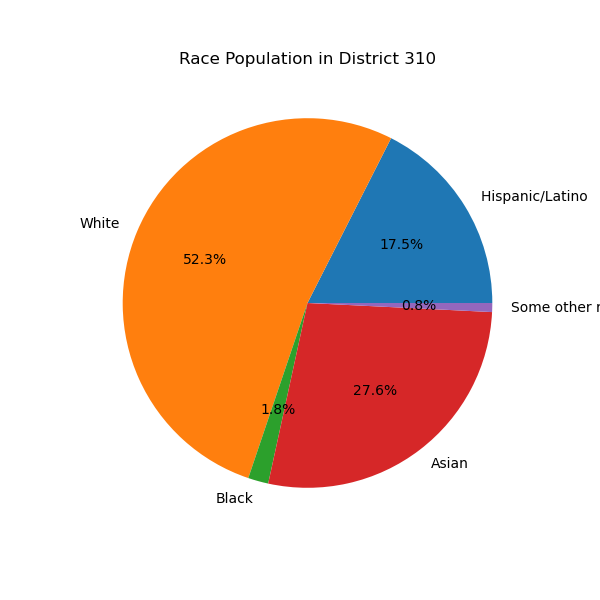 Race Population in District 310
Hispanic/Latino
17.5%
White
52.3%
0.8%
Some other
27.6%
1.8%
Asian
Black